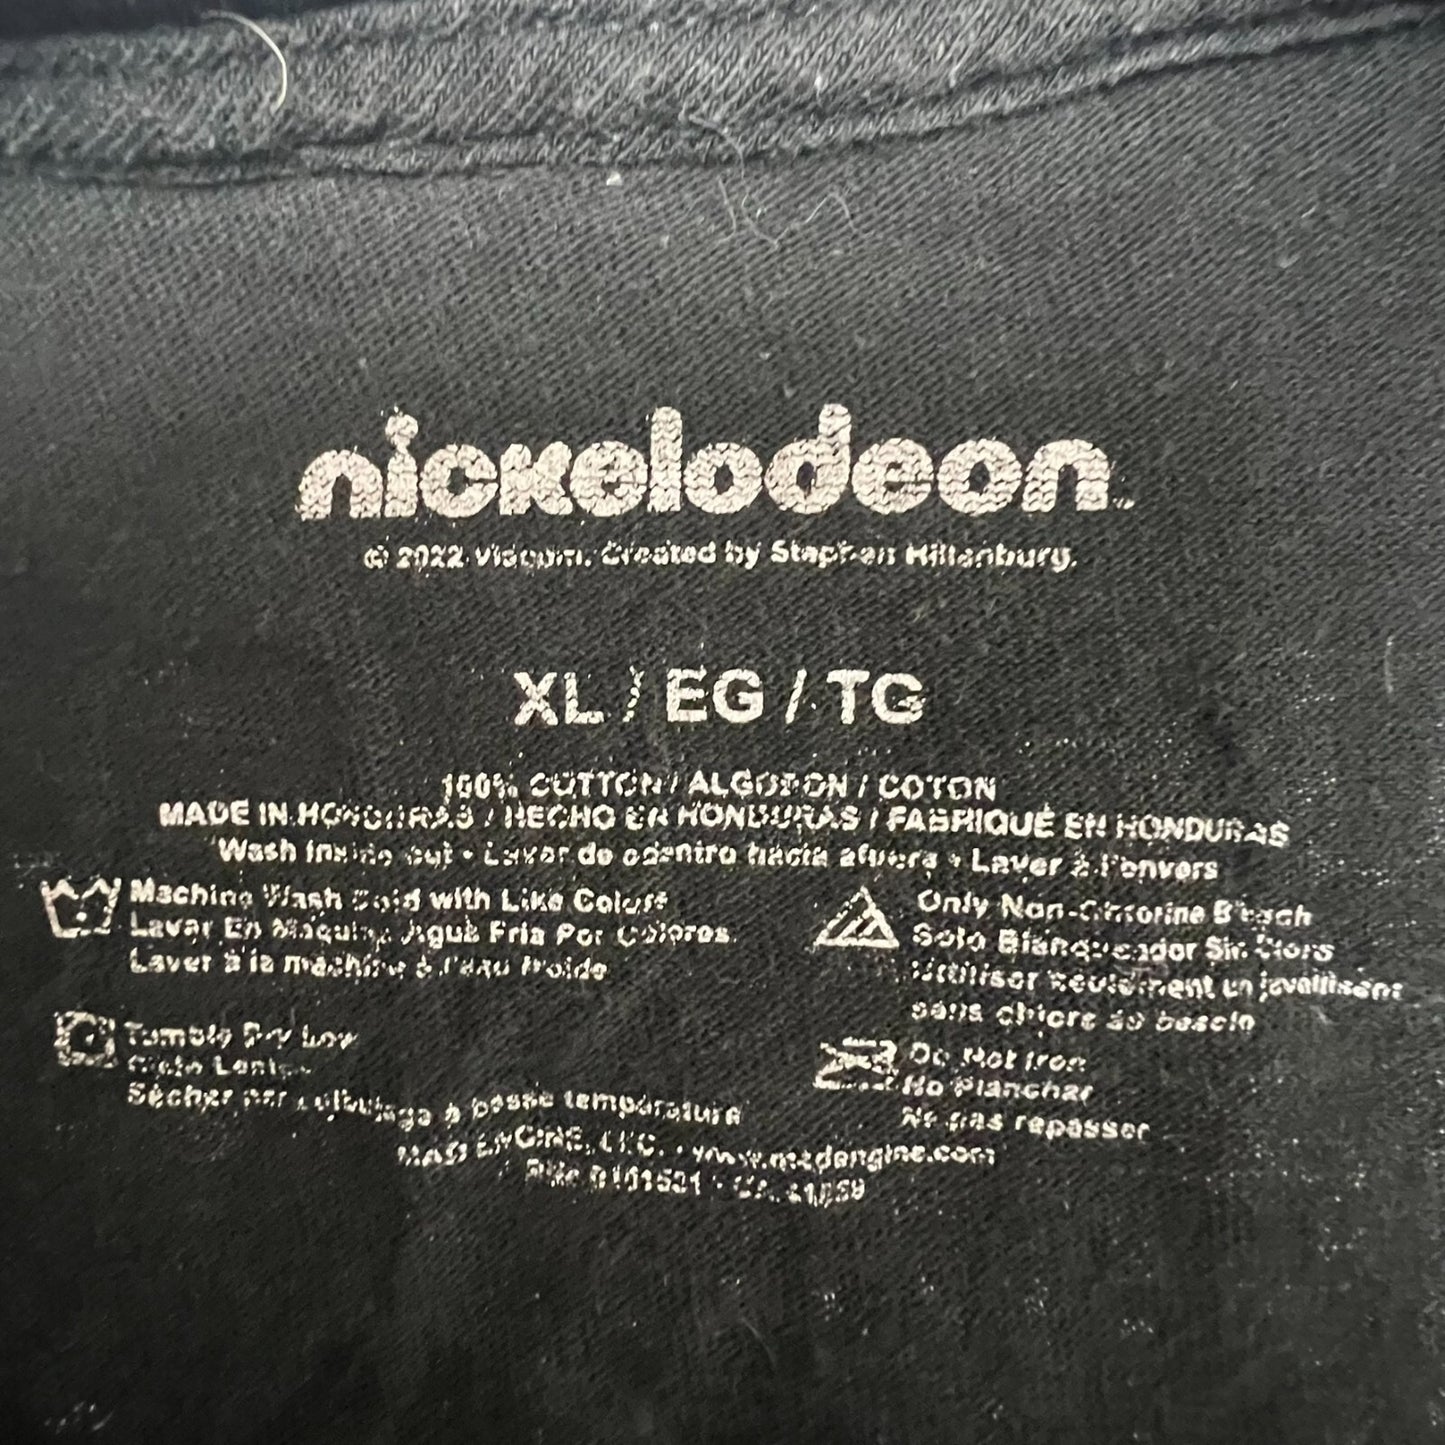 nickelodeon™
© 2022 Viacom. Created by Stephen Hillenburg.
XL / EG / TG
100% COTTON / ALGODON / COTON
MADE IN HONDURAS / HECHO EN HONDURAS / FABRIQUÉ EN HONDURAS
Wash inside out • Lavar de adentro hacia afuera • Laver à l'envers
Machine Wash Cold with Like Colors
Lavar En Maquina Agua Fria Por Colores
Laver à la machine à l'eau froide
Only Non-Chlorine Bleach
Solo Blanqueador Sin Cloro
Utiliser seulement un javellisant
sans chlore au besoin
Tumble Dry Low
Ciclo Lento
Sécher par culbutage à basse température
Do Not Iron
No Planchar
Ne pas repasser
MAD ENGINE, LLC. • www.madengine.com